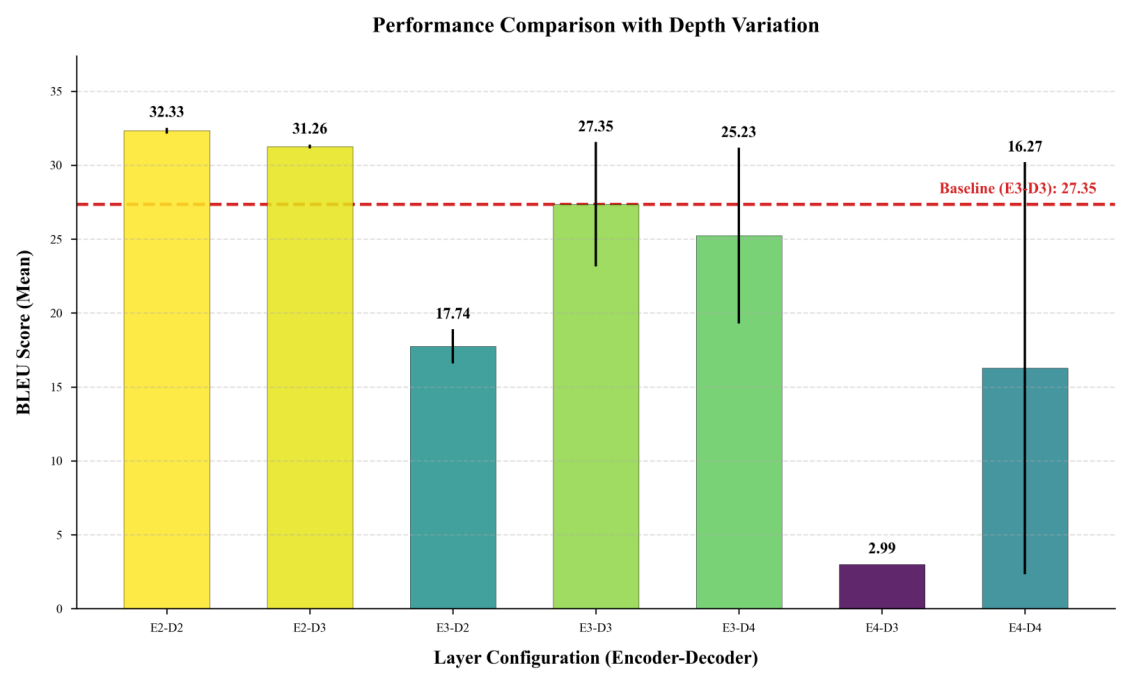 Performance Comparison with Depth Variation
35
30
25
20
15
10
5
0
BLEU Score (Mean)
32.33
31.26
17.74
27.35
25.23
2.99
16.27
Baseline (E3-D3): 27.35
E2-D2
E2-D3
E3-D2
E3-D3
E3-D4
E4-D3
E4-D4
Layer Configuration (Encoder-Decoder)